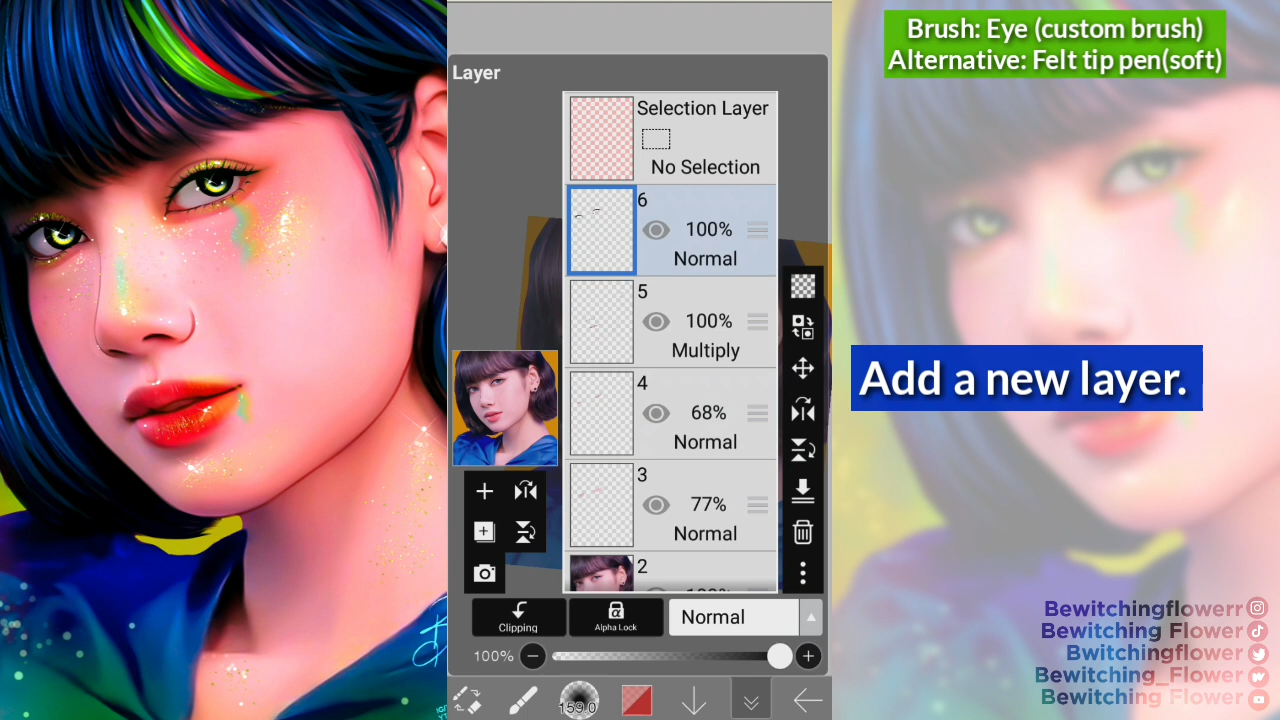 Brush: Eye (custom brush)
Alternative: Felt tip pen(soft)
Layer
Selection Layer
No Selection
6
100%
Normal
5
100%
Multiply
4
68%
Normal
3
77%
Normal
2
Add a new layer.
Clipping
α
Alpha Lock
Normal
100%
159.0
Bewitchingflowerr
Bewitching Flower
Bwitchingflower
Bewitching_Flower
Bewitching Flower